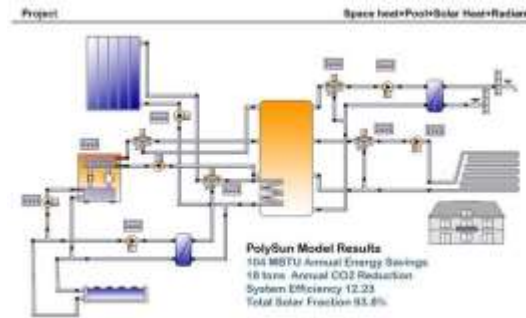 Project
Space heat+Pool+Solar Heat+Radian
PolySun Model Results
104 MBTU Annual Energy Savings
18 tons Annual CO2 Reduction
System Efficiency 12.23
Total Solar Fraction 93.8%